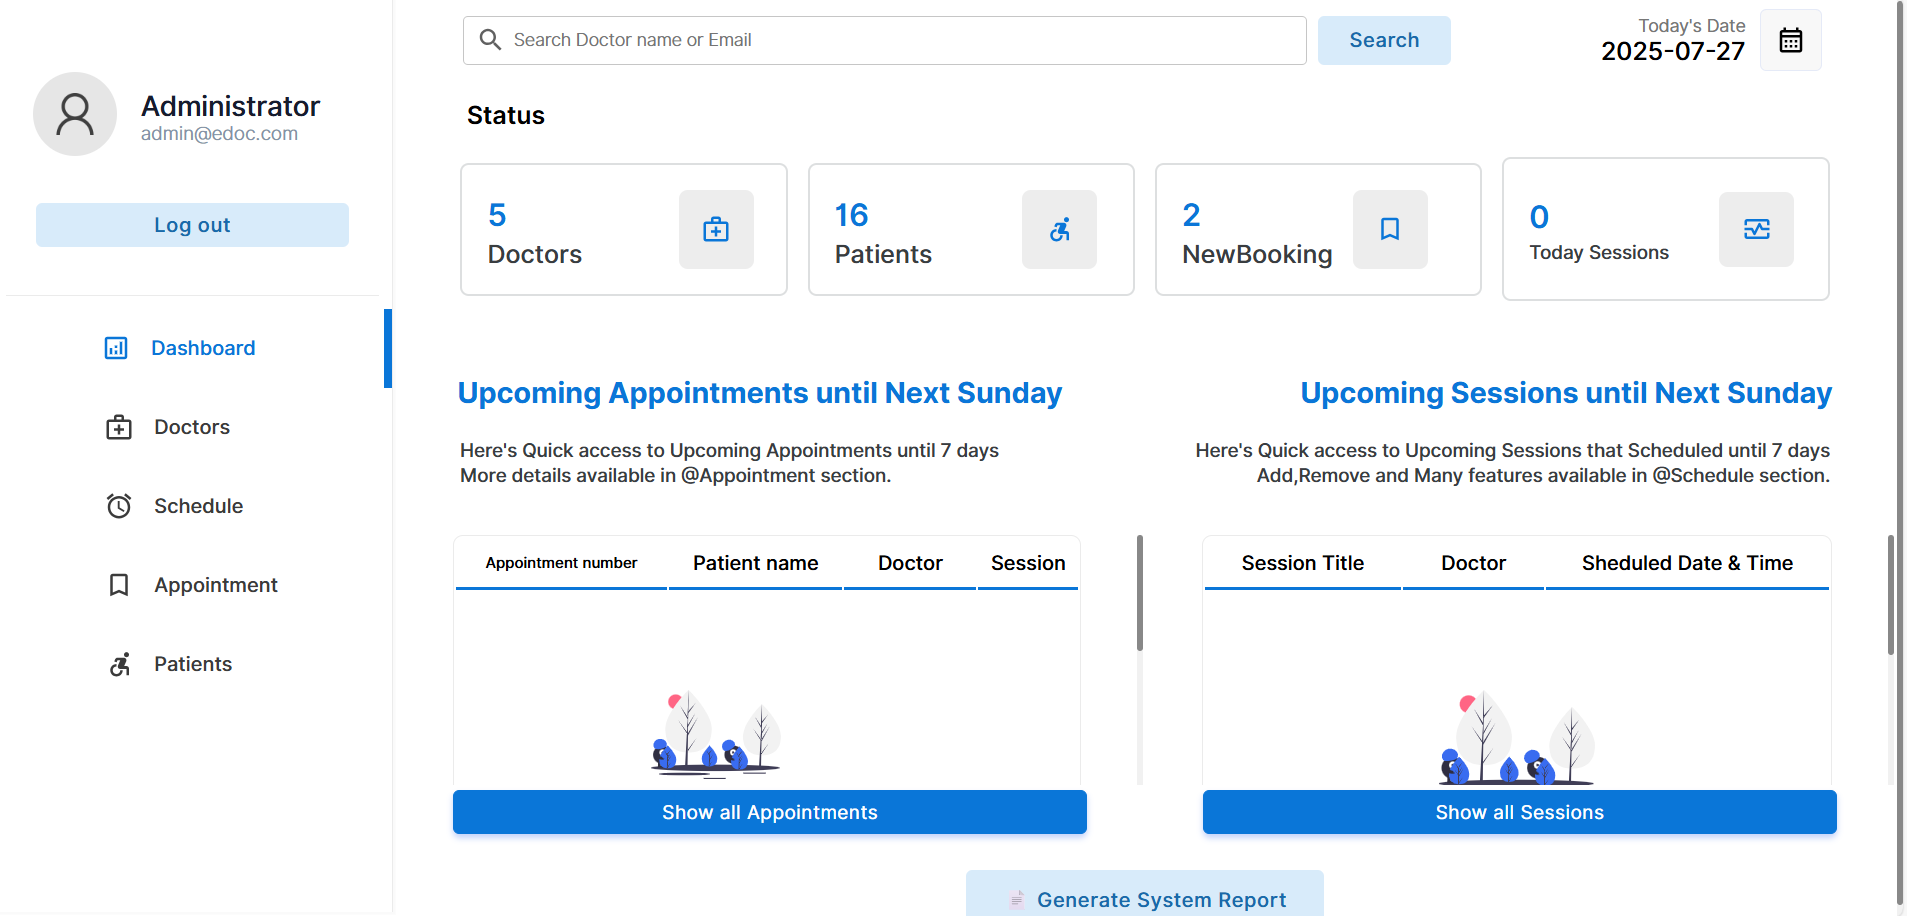 Administrator
admin@edoc.com
Log out
Dashboard
Doctors
Schedule
Appointment
Patients
Search Doctor name or Email
Search
Today's Date
2025-07-27
Status
5
Doctors
16
Patients
2
NewBooking
0
Today Sessions
Upcoming Appointments until Next Sunday
Here's Quick access to Upcoming Appointments until 7 days
More details available in @Appointment section.
Appointment number Patient name Doctor Session
Show all Appointments
Upcoming Sessions until Next Sunday
Here's Quick access to Upcoming Sessions that Scheduled until 7 days
Add,Remove and Many features available in @Schedule section.
Session Title Doctor Sheduled Date & Time
Show all Sessions
Generate System Report